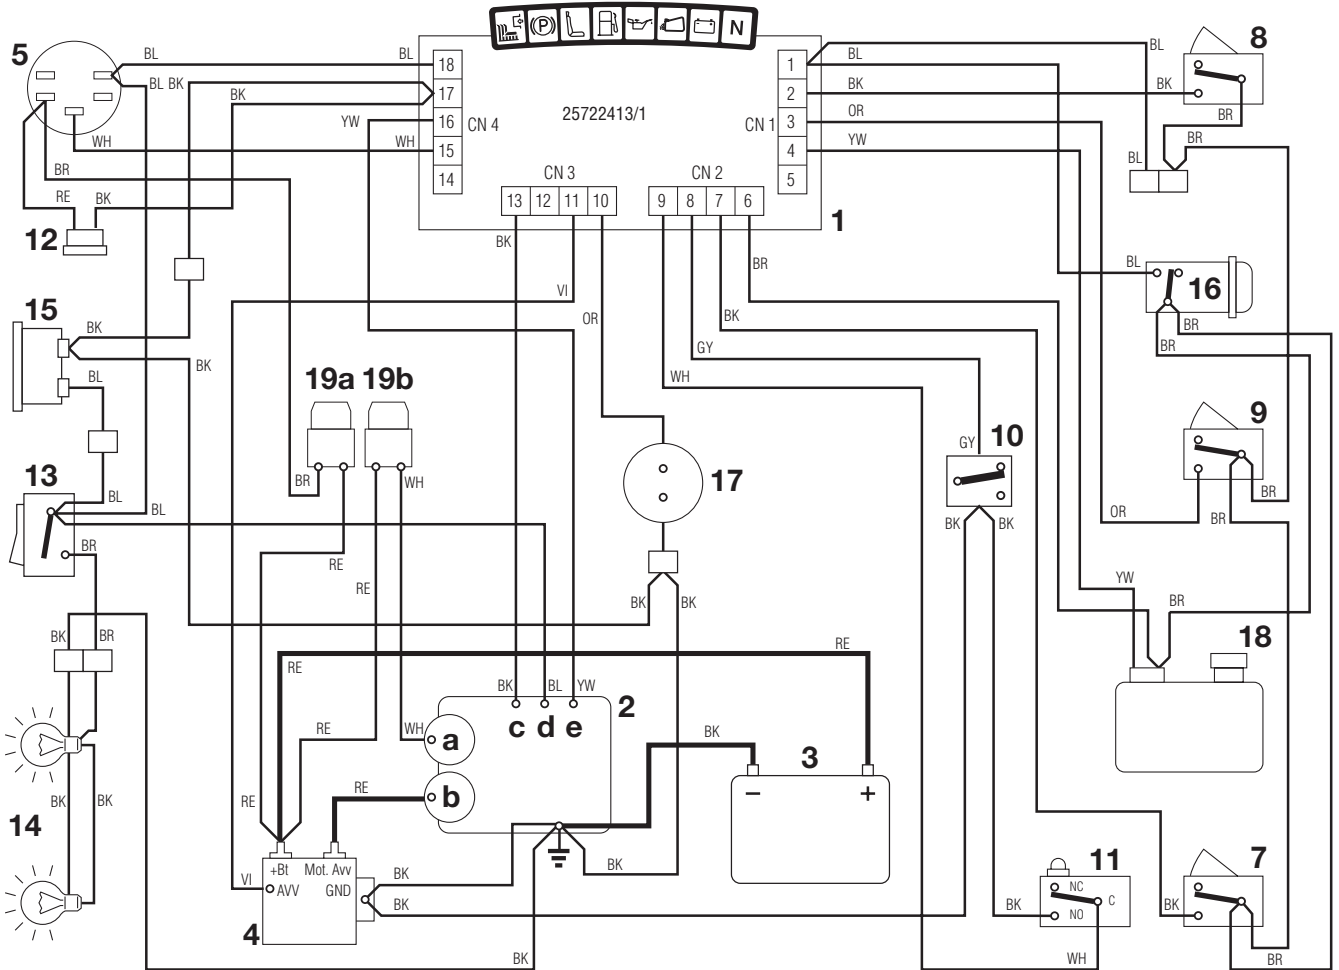 P N
5 BL BL 18 1 BL BL 8
BL BK BK 17 2 BK BK
YW 16 CN 4 25722413/1 CN 1 3 OR BR
WH WH 15 4 YW BR
BR 14 CN 3 CN 2 5 BL
RE BK 13 12 11 10 9 8 7 6 1
12 BK BR
BL 16
VI
15 BK OR BK BR
BK GY BR
BL 19a 19b WH
9
GY 10
13 BR WH 17
BL BL BR
BK BK OR BR
BR RE
RE YW
BK BK BR
BK BR RE 18
RE
BK BL YW 2
RE WH a c d e BK 3
b − +
RE RE
BK BK
14
BK 11 7
+Bt Mot. Avv
VI AVV GND BK NC
C
BK BK NO BK
4
BK WH BR